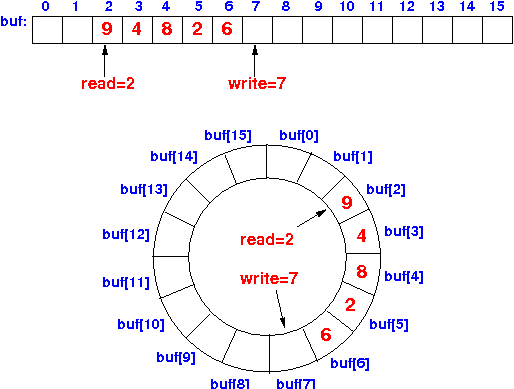 0 1 2 3 4 5 6 7 8 9 10 11 12 13 14 15
buf: 9 4 8 2 6
read=2 write=7
buf[15] buf[0]
buf[14] buf[1]
buf[13] buf[2]
9
buf[12] read=2 4 buf[3]
write=7 8 buf[4]
buf[11]
2
buf[10] 6 buf[5]
buf[9] buf[6]
buf[8] buf[7]